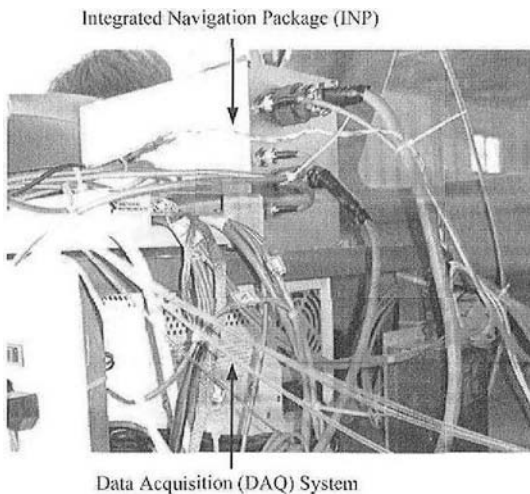 Integrated Navigation Package (INP)
Data Acquisition (DAQ) System